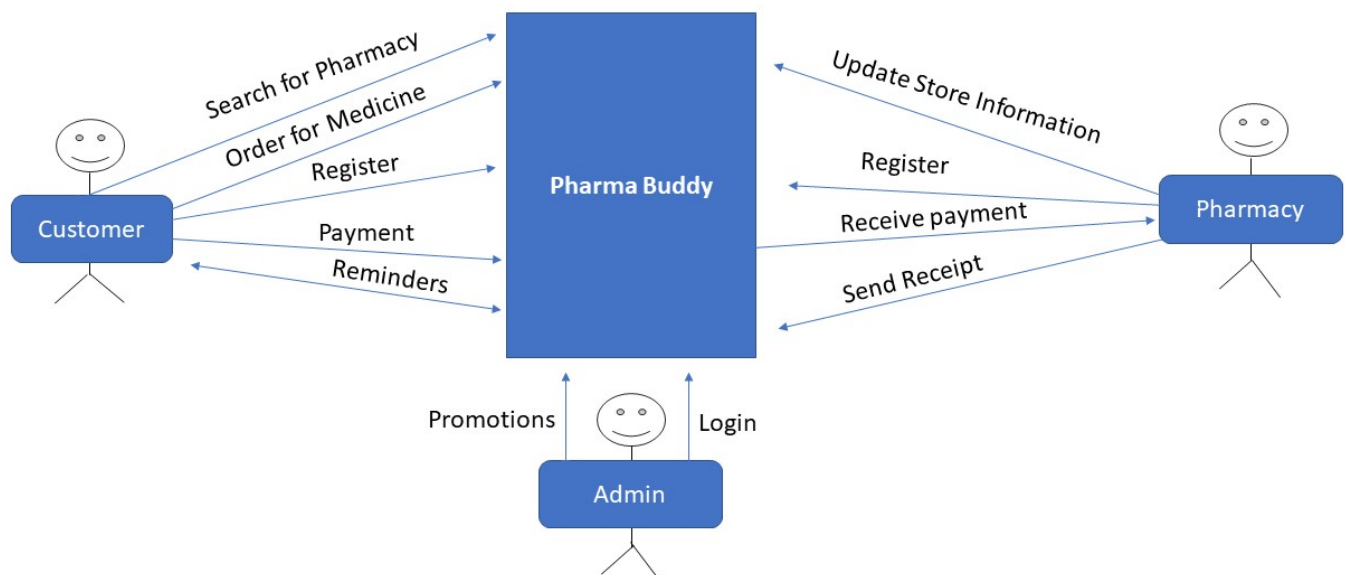 Search for Pharmacy
Order for Medicine
Register
Customer
Payment
Reminders
Pharma Buddy
Update Store Information
Register
Receive payment
Pharmacy
Send Receipt
Promotions
Login
Admin